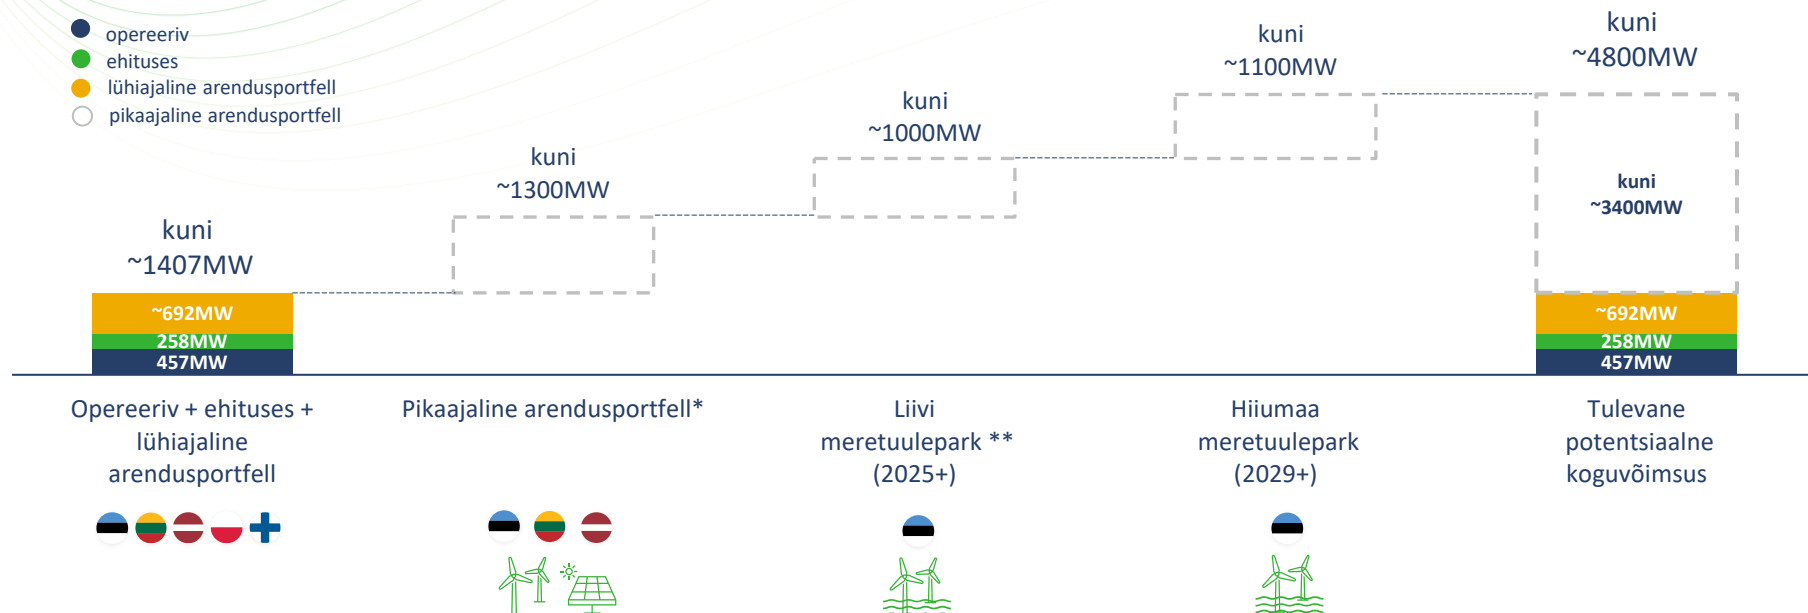 opereeriv
ehituses
lühiajaline arendusportfell
pikaajaline arendusportfell
kuni
~1407MW
~692MW
258MW
457MW
kuni
~1300MW
kuni
~1000MW
kuni
~1100MW
kuni
~4800MW
kuni
~3400MW
~692MW
258MW
457MW
Opereeriv + ehituses +
lühiajaline
arendusportfell
Pikaajaline arendusportfell*
Liivi
meretuulepark **
(2025+)
Hiiumaa
meretuulepark
(2029+)
Tulevane
potentsiaalne
koguvõimsus